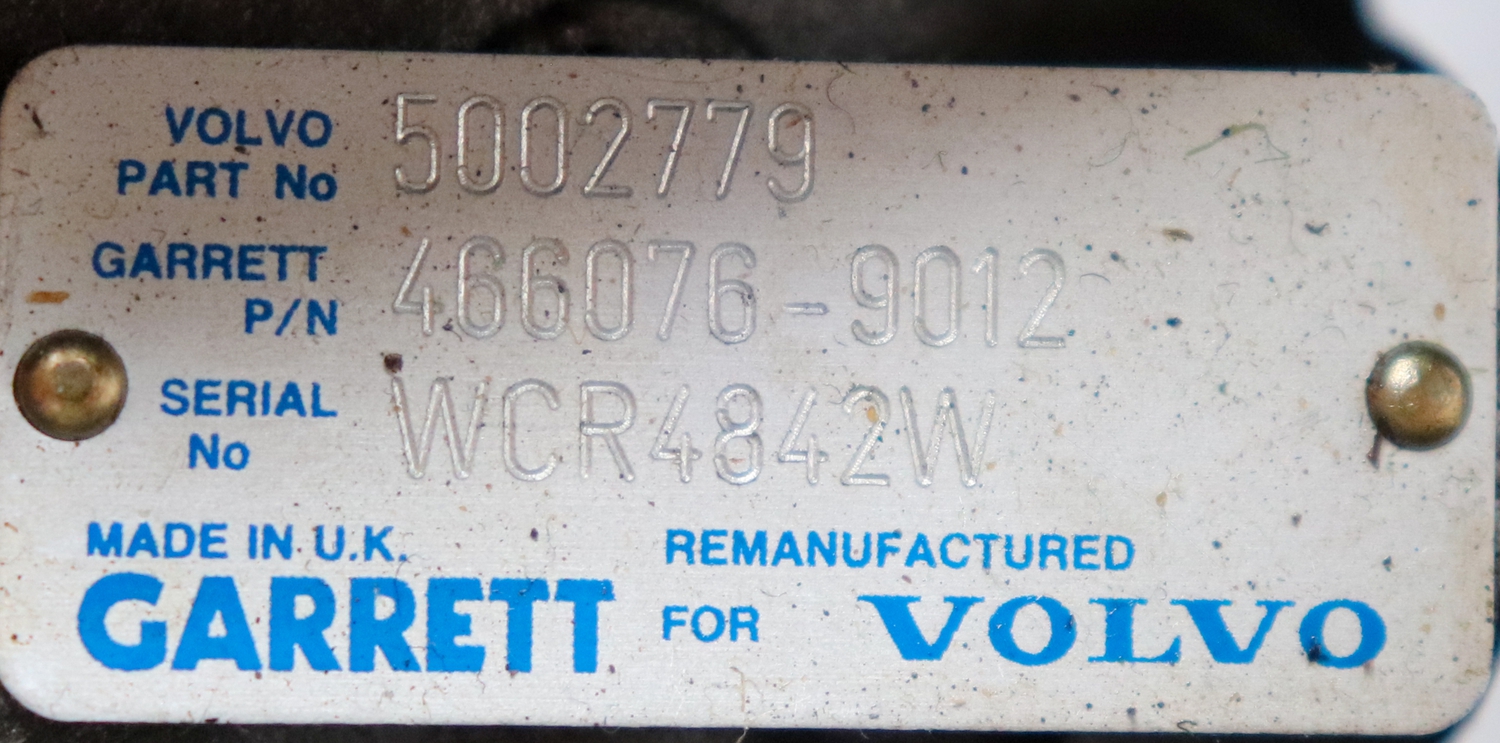 VOLVO
PART No 5002779
GARRETT
P/N 466076-9012
SERIAL
No WCR4842W
MADE IN U.K.
GARRETT
REMANUFACTURED
FOR VOLVO